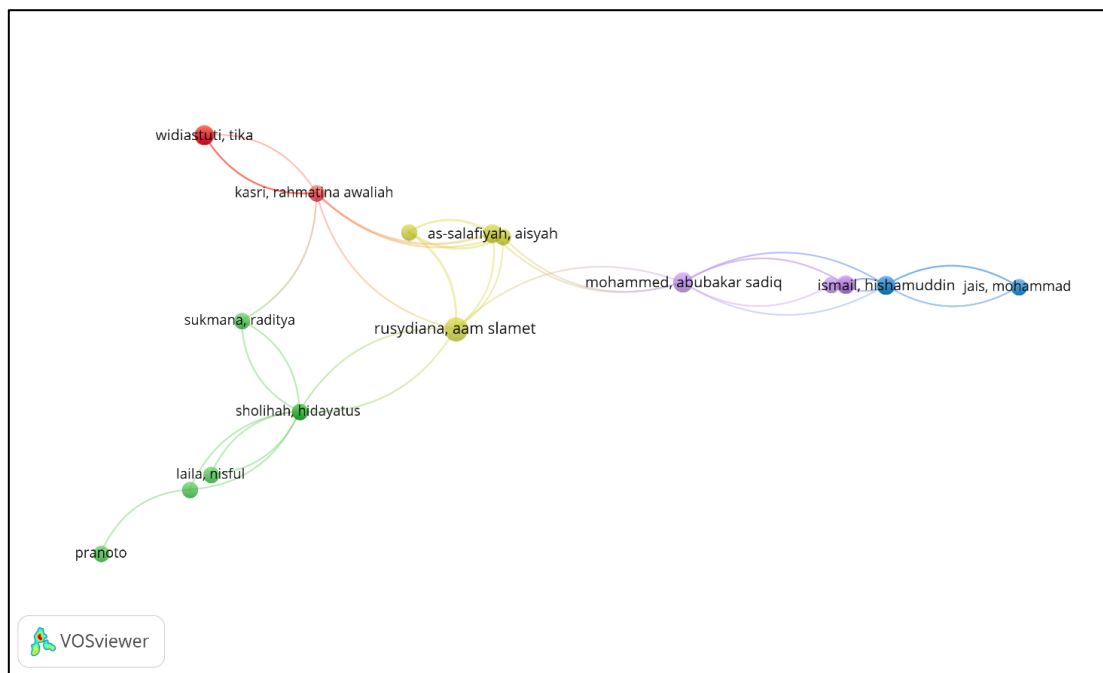 widiastuti, tika
kasri, rahmatina awaliah
as-salafiyah, aisyah
mohammed, abubakar sadiq
ismail, hishamuddin
jais, mohammad
sukmana, raditya
rusydiana, aam slamet
sholihah, hidayatus
laila, nisful
pranoto
VOSviewer